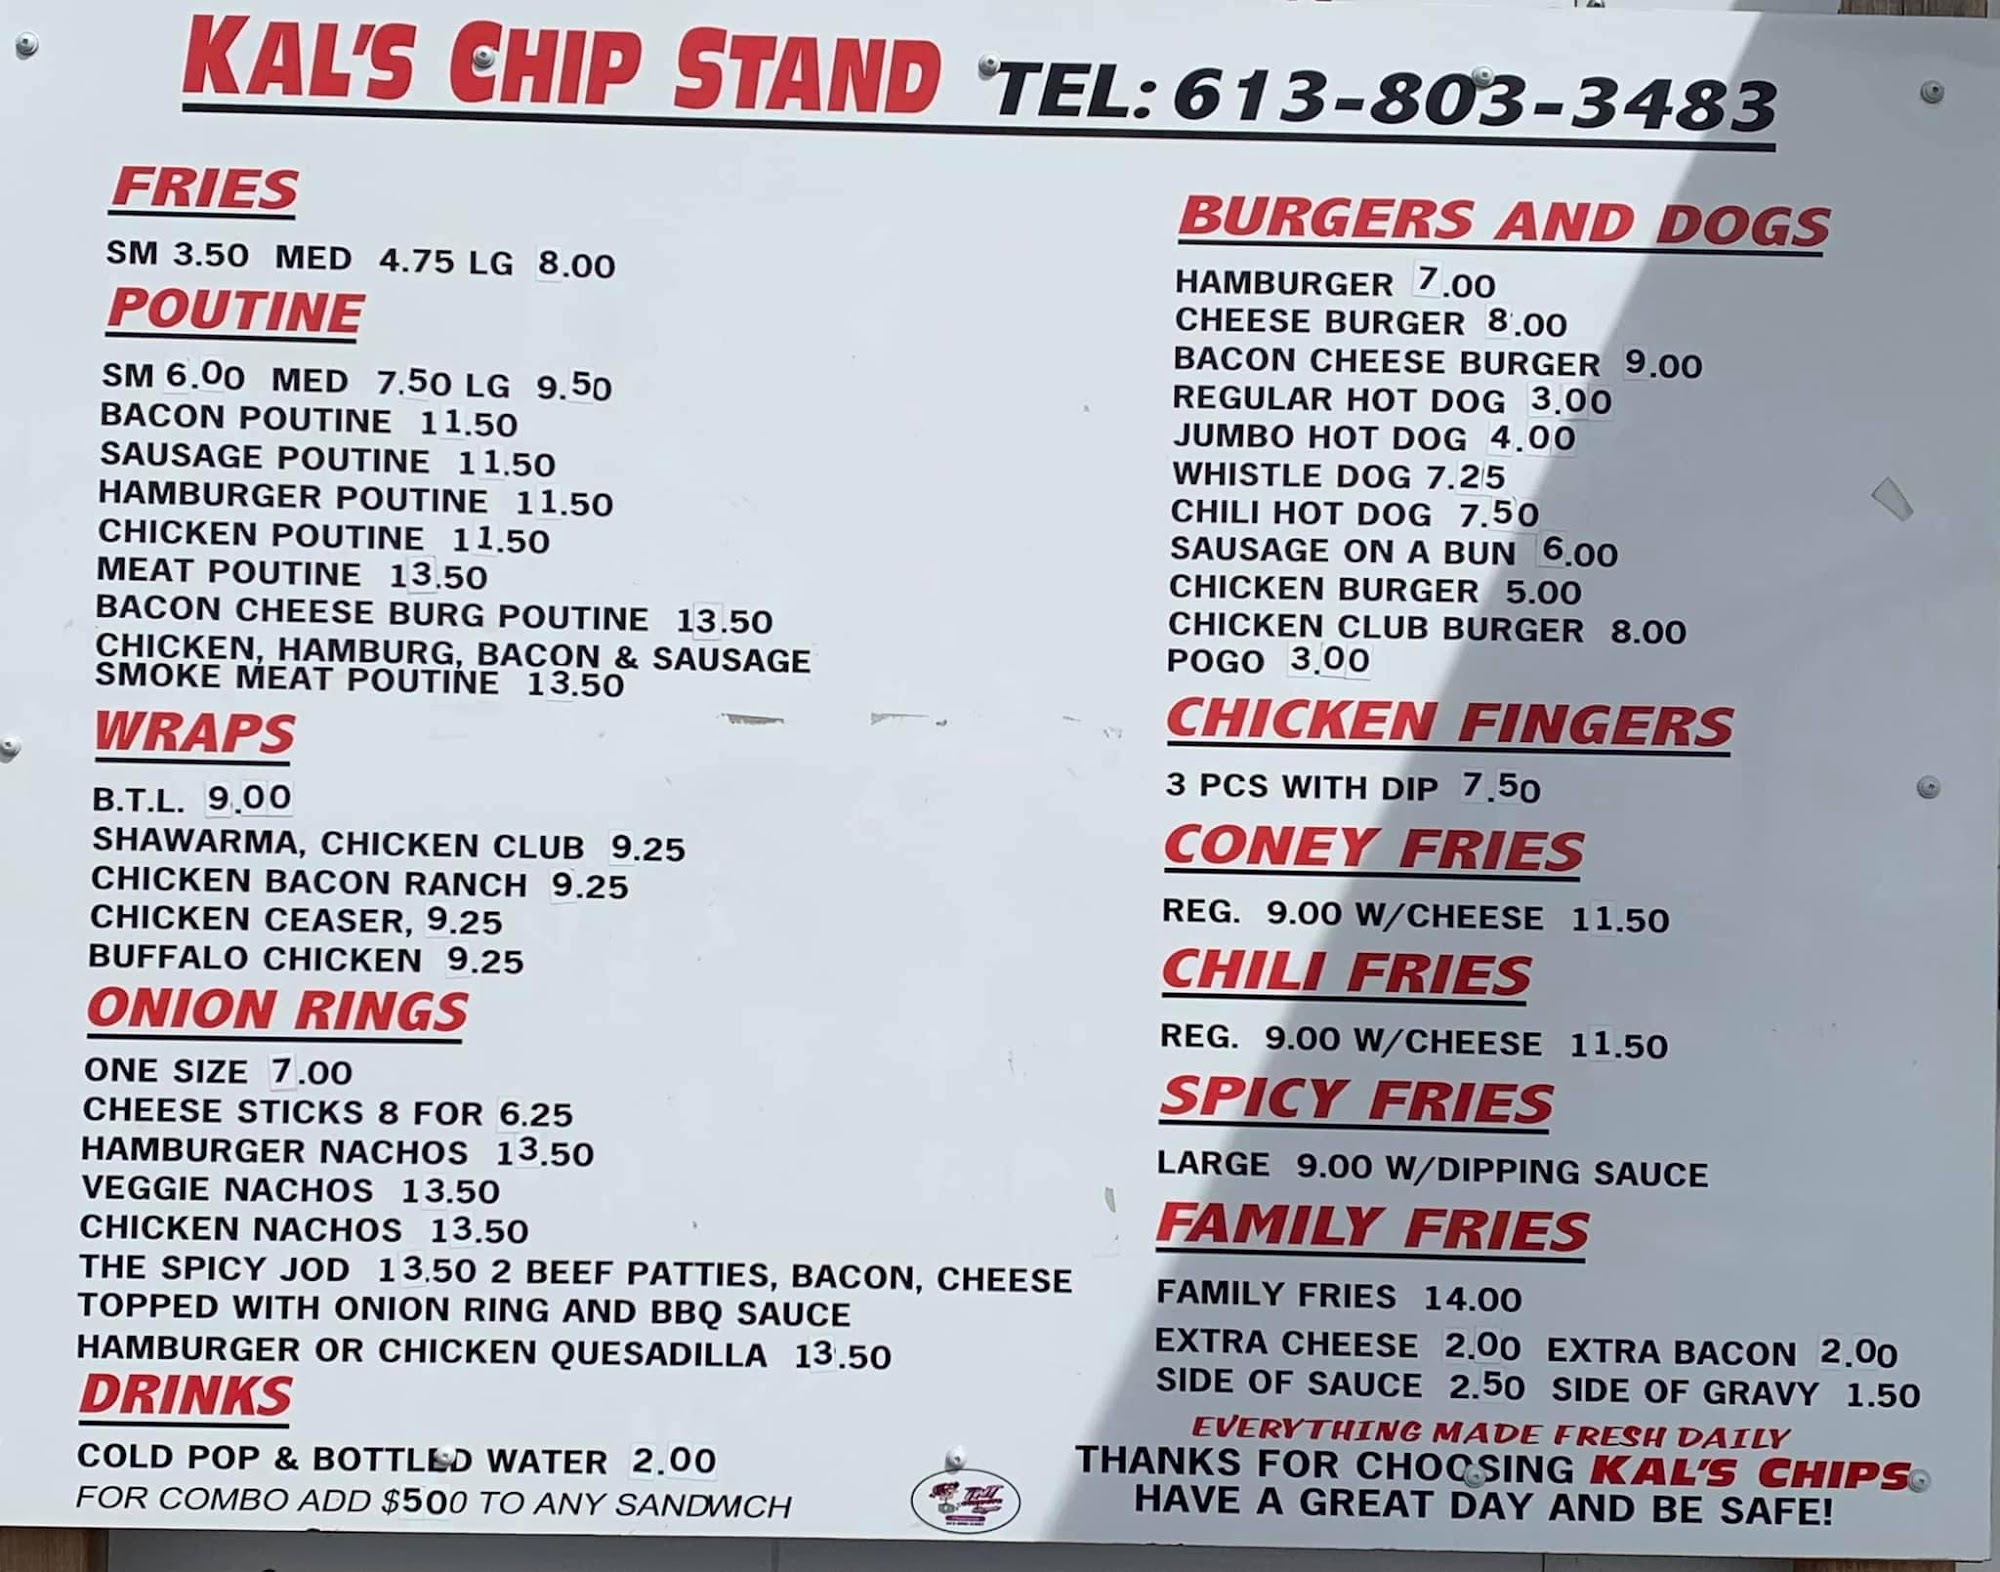 KAL'S CHIP STAND TEL: 613-803-3483
FRIES
SM 3.50 MED 4.75 LG 8.00
POUTINE
SM 6.00 MED 7.50 LG 9.50
BACON POUTINE 11.50
SAUSAGE POUTINE 11.50
HAMBURGER POUTINE 11.50
CHICKEN POUTINE 11.50
MEAT POUTINE 13.50
BACON CHEESE BURG POUTINE 13.50
CHICKEN, HAMBURG, BACON & SAUSAGE
SMOKE MEAT POUTINE 13.50
WRAPS
B.T.L. 9.00
SHAWARMA, CHICKEN CLUB 9.25
CHICKEN BACON RANCH 9.25
CHICKEN CEASER, 9.25
BUFFALO CHICKEN 9.25
ONION RINGS
ONE SIZE 7.00
CHEESE STICKS 8 FOR 6.25
HAMBURGER NACHOS 13.50
VEGGIE NACHOS 13.50
CHICKEN NACHOS 13.50
THE SPICY JOD 13.50 2 BEEF PATTIES, BACON, CHEESE
TOPPED WITH ONION RING AND BBQ SAUCE
HAMBURGER OR CHICKEN QUESADILLA 13.50
DRINKS
COLD POP & BOTTLED WATER 2.00
FOR COMBO ADD $500 TO ANY SANDWICH
BURGERS AND DOGS
HAMBURGER 7.00
CHEESE BURGER 8.00
BACON CHEESE BURGER 9.00
REGULAR HOT DOG 3.00
JUMBO HOT DOG 4.00
WHISTLE DOG 7.25
CHILI HOT DOG 7.50
SAUSAGE ON A BUN 6.00
CHICKEN BURGER 5.00
CHICKEN CLUB BURGER 8.00
POGO 3.00
CHICKEN FINGERS
3 PCS WITH DIP 7.50
CONEY FRIES
REG. 9.00 W/CHEESE 11.50
CHILI FRIES
REG. 9.00 W/CHEESE 11.50
SPICY FRIES
LARGE 9.00 W/DIPPING SAUCE
FAMILY FRIES
FAMILY FRIES 14.00
EXTRA CHEESE 2.00 EXTRA BACON 2.00
SIDE OF SAUCE 2.50 SIDE OF GRAVY 1.50
EVERYTHING MADE FRESH DAILY
THANKS FOR CHOOSING KAL'S CHIPS
HAVE A GREAT DAY AND BE SAFE!